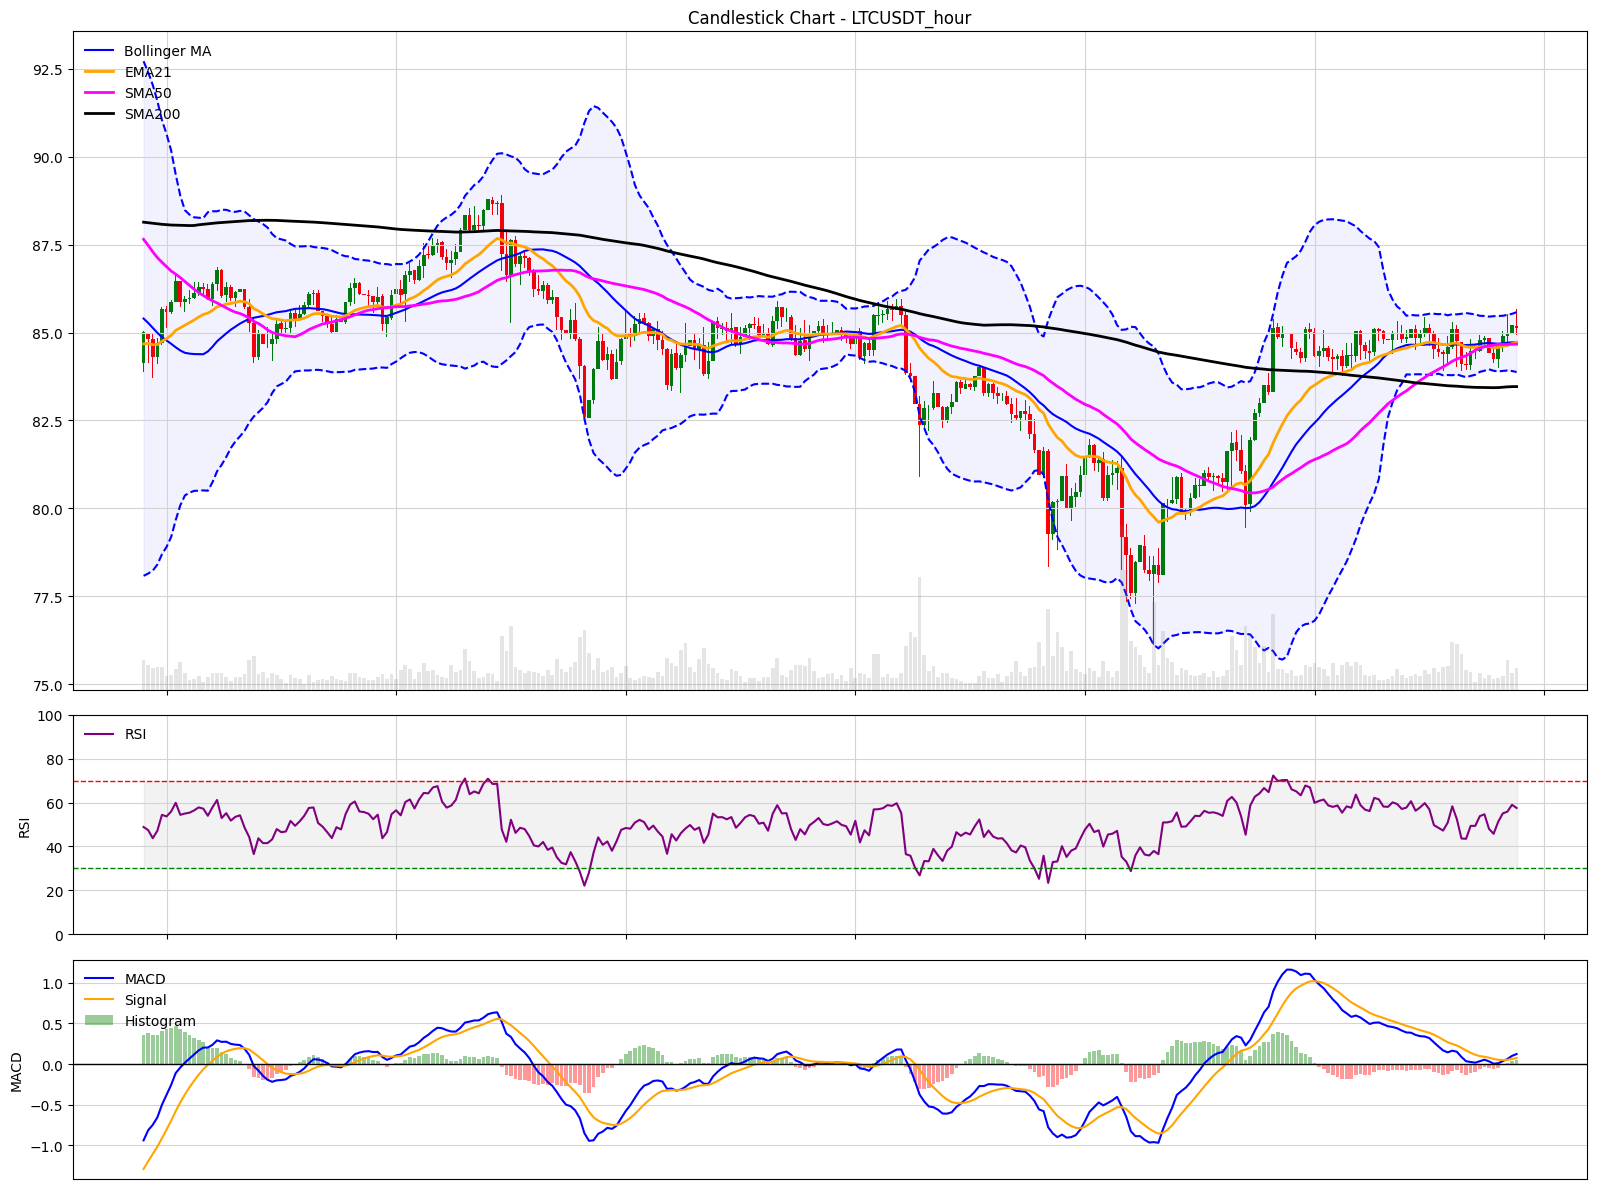 Candlestick Chart - LTCUSDT_hour
Bollinger MA
EMA21
SMA50
SMA200
92.5
90.0
87.5
85.0
82.5
80.0
77.5
75.0
RSI
100
80
60
40
20
0
RSI
MACD
Signal
Histogram
1.0
0.5
0.0
−0.5
−1.0
MACD